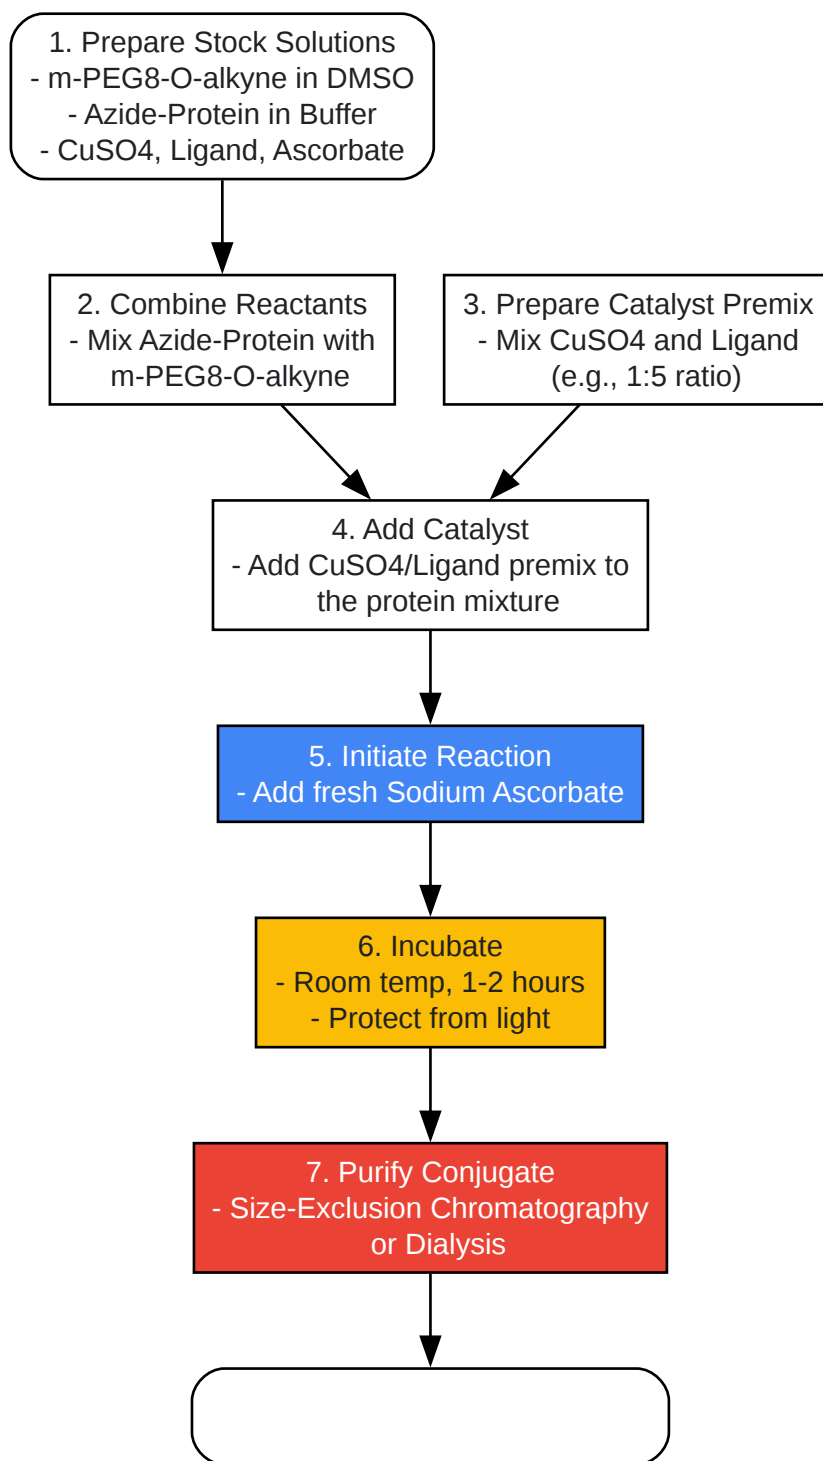 1. Prepare Stock Solutions
- m-PEG8-O-alkyne in DMSO
- Azide-Protein in Buffer
- CuSO4, Ligand, Ascorbate
2. Combine Reactants
- Mix Azide-Protein with
m-PEG8-O-alkyne
3. Prepare Catalyst Premix
- Mix CuSO4 and Ligand
(e.g., 1:5 ratio)
4. Add Catalyst
- Add CuSO4/Ligand premix to
the protein mixture
5. Initiate Reaction
- Add fresh Sodium Ascorbate
6. Incubate
- Room temp, 1-2 hours
- Protect from light
7. Purify Conjugate
- Size-Exclusion Chromatography
or Dialysis